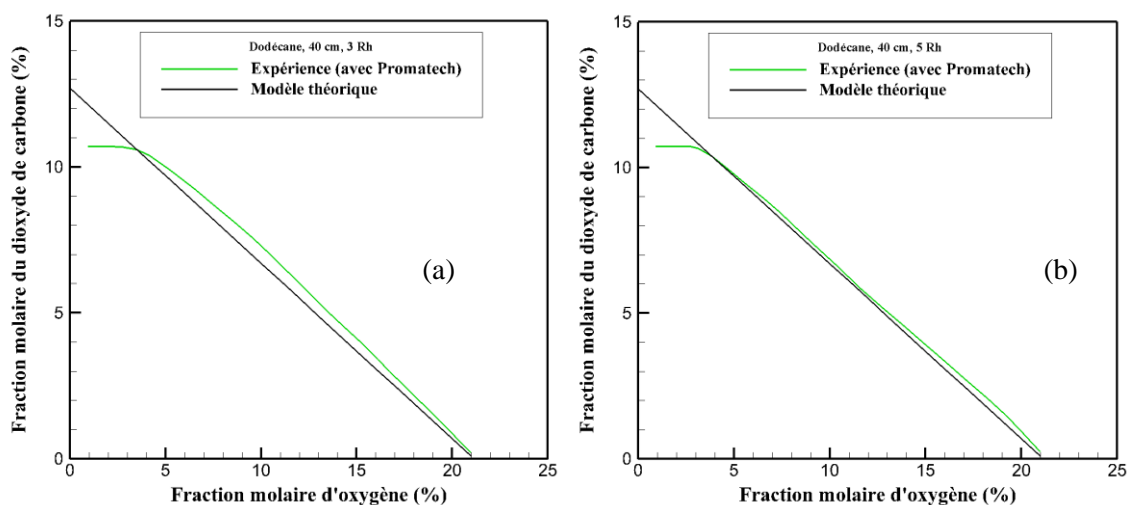 Dodécane, 40 cm, 3 Rh
Expérience (avec Promatech)
Modèle théorique
(a)
Fraction molaire du dioxyde de carbone (%)
15
10
5
0
0 5 10 15 20 25
Fraction molaire d'oxygène (%)
Dodécane, 40 cm, 5 Rh
Expérience (avec Promatech)
Modèle théorique
(b)
Fraction molaire du dioxyde de carbone (%)
15
10
5
0
0 5 10 15 20 25
Fraction molaire d'oxygène (%)